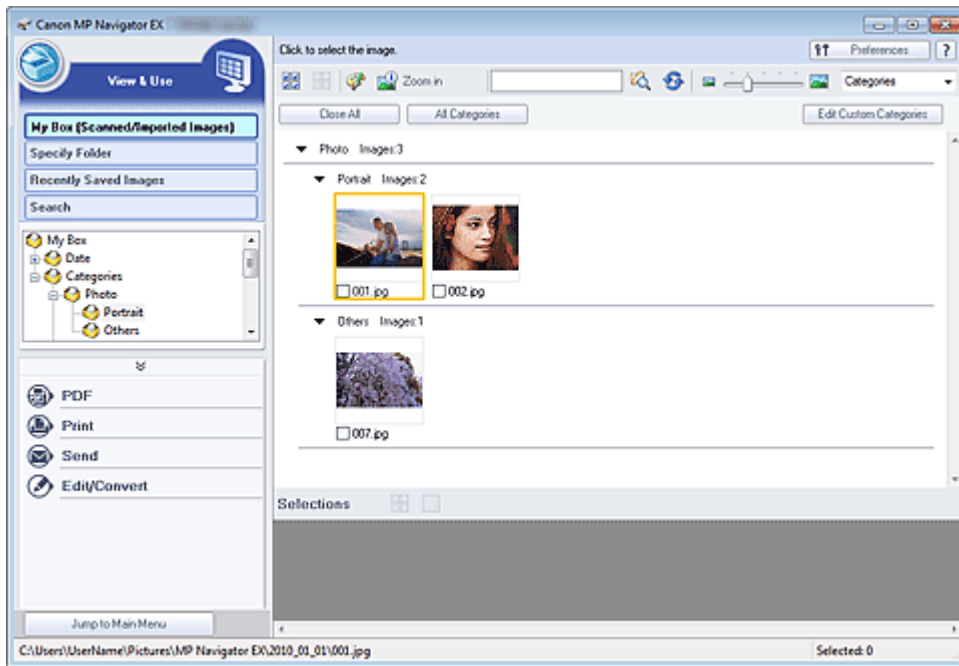 Canon MP Navigator EX
Click to select the image.
Preferences
?
View & Use
Zoom in
Categories
Close All
All Categories
Edit Custom Categories
My Box (Scanned/Imported Images)
Specify Folder
Recently Saved Images
Search
My Box
Date
Categories
Photo
Portrait
Others
PDF
Print
Send
Edit/Convert
Jump to Main Menu
Photo Images:3
Portrait Images:2
001.jpg
002.jpg
Others Images:1
007.jpg
Selections
C:\Users\UserName\Pictures\MP Navigator EX\2010_01_01\001.jpg
Selected: 0